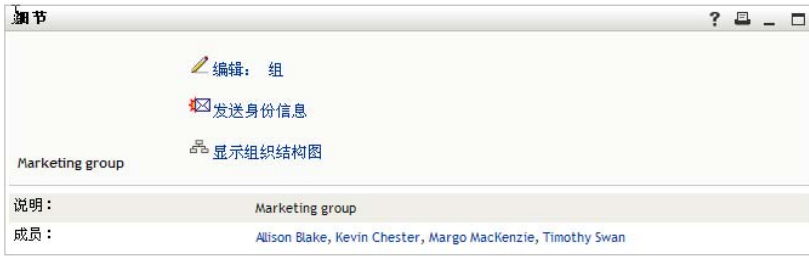 细节 ?
编辑： 组
发送身份信息
显示组织结构图
Marketing group
说明： Marketing group
成员： Allison Blake, Kevin Chester, Margo MacKenzie, Timothy Swan